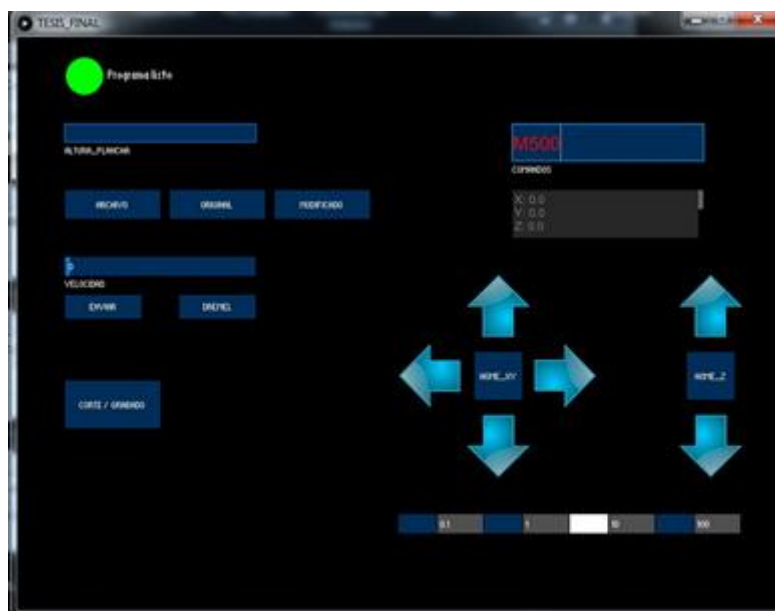 TESIS_FINAL
Programa listo
ALTURA_PLANCHA
M500
COMANDOS
ARCHIVO
ORIGINAL
MODIFICADO
X: 0.0
Y: 0.0
Z: 0.0
VELOCIDAD
ENVIAR
DREMEL
HOME_XY
HOME_Z
CORTE / GRABADO
0.1
1
10
100